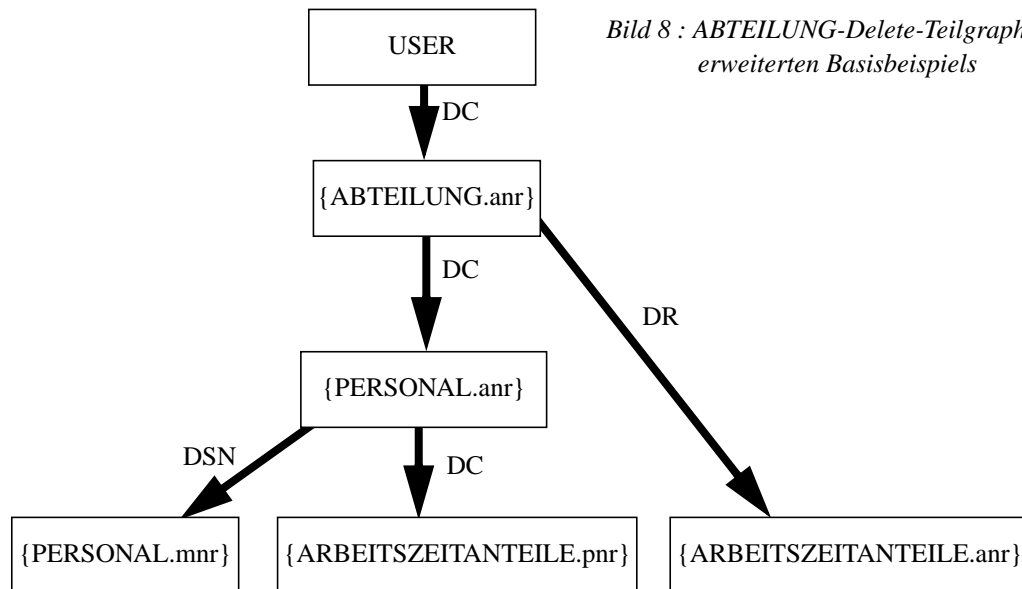 USER
Bild 8 : ABTEILUNG-Delete-Teilgraph
erweiterten Basisbeispiels
DC
{ABTEILUNG.anr}
DC
DR
{PERSONAL.anr}
DSN
DC
{PERSONAL.mnr}
{ARBEITSZEITANTEILE.pnr}
{ARBEITSZEITANTEILE.anr}